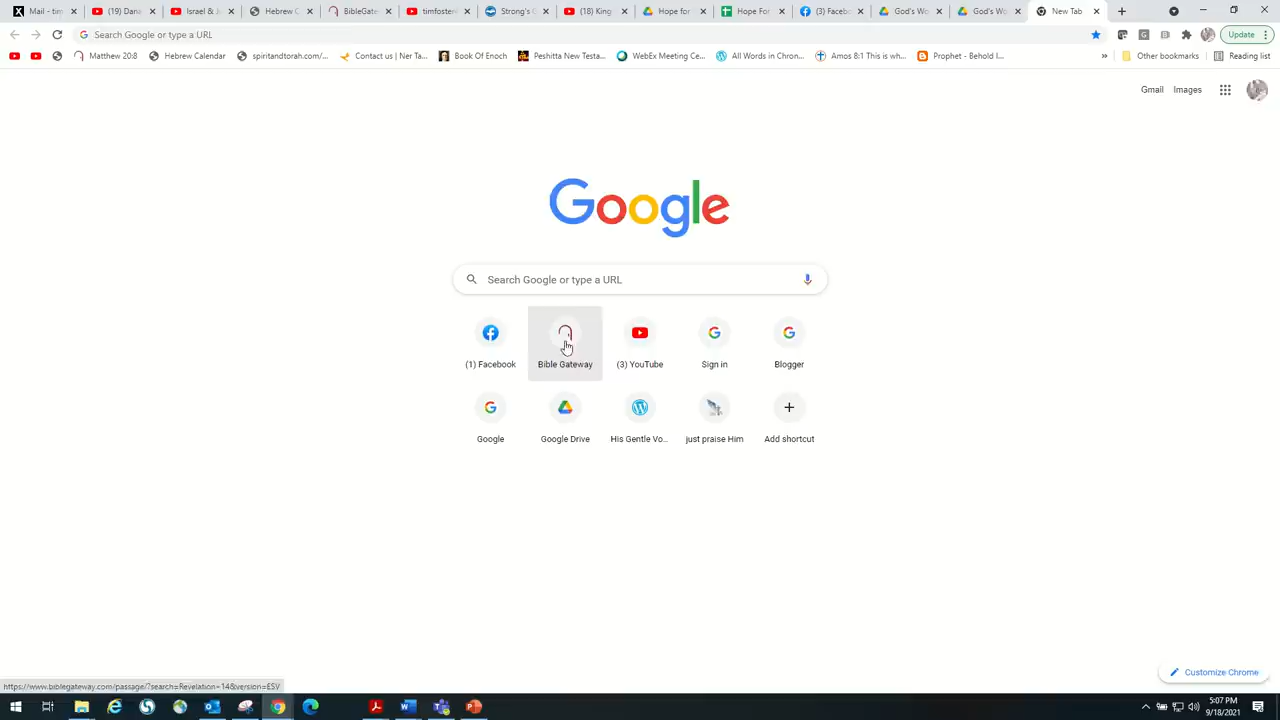 Mail - tim
(19) Dana
Israel & J
Hebrew C
BibleGate
timfoster
Strong's G
(18) King
Hope for
Hope For
(3) Facebo
God's Wo
God's Wo
New Tab
Search Google or type a URL
Update
Matthew 20:8
Hebrew Calendar
spiritandtorah.com/...
Contact us | Ner Ta...
Book Of Enoch
Peshitta New Testa...
WebEx Meeting Ce...
All Words in Chron...
Amos 8:1 This is wh...
Prophet - Behold I...
»
Other bookmarks
Reading list
Gmail Images
Google
Search Google or type a URL
(1) Facebook
Bible Gateway
(3) YouTube
Sign in
Blogger
Google
Google Drive
His Gentle Vo...
just praise Him
Add shortcut
Customize Chrome
https://www.biblegateway.com/passage/?search=Revelation+14&version=ESV
5:07 PM
9/18/2021